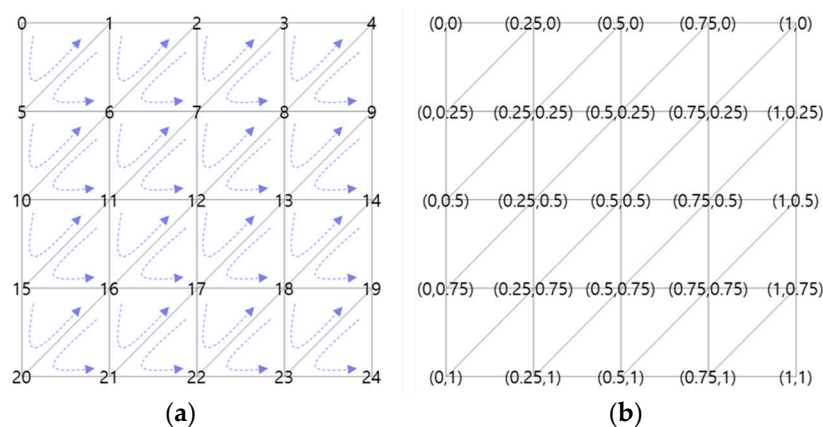 0 1 2 3 4
5 6 7 8 9
10 11 12 13 14
15 16 17 18 19
20 21 22 23 24
(a)
(0,0) (0.25,0) (0.5,0) (0.75,0) (1,0)
(0,0.25) (0.25,0.25) (0.5,0.25) (0.75,0.25) (1,0.25)
(0,0.5) (0.25,0.5) (0.5,0.5) (0.75,0.5) (1,0.5)
(0,0.75) (0.25,0.75) (0.5,0.75) (0.75,0.75) (1,0.75)
(0,1) (0.25,1) (0.5,1) (0.75,1) (1,1)
(b)